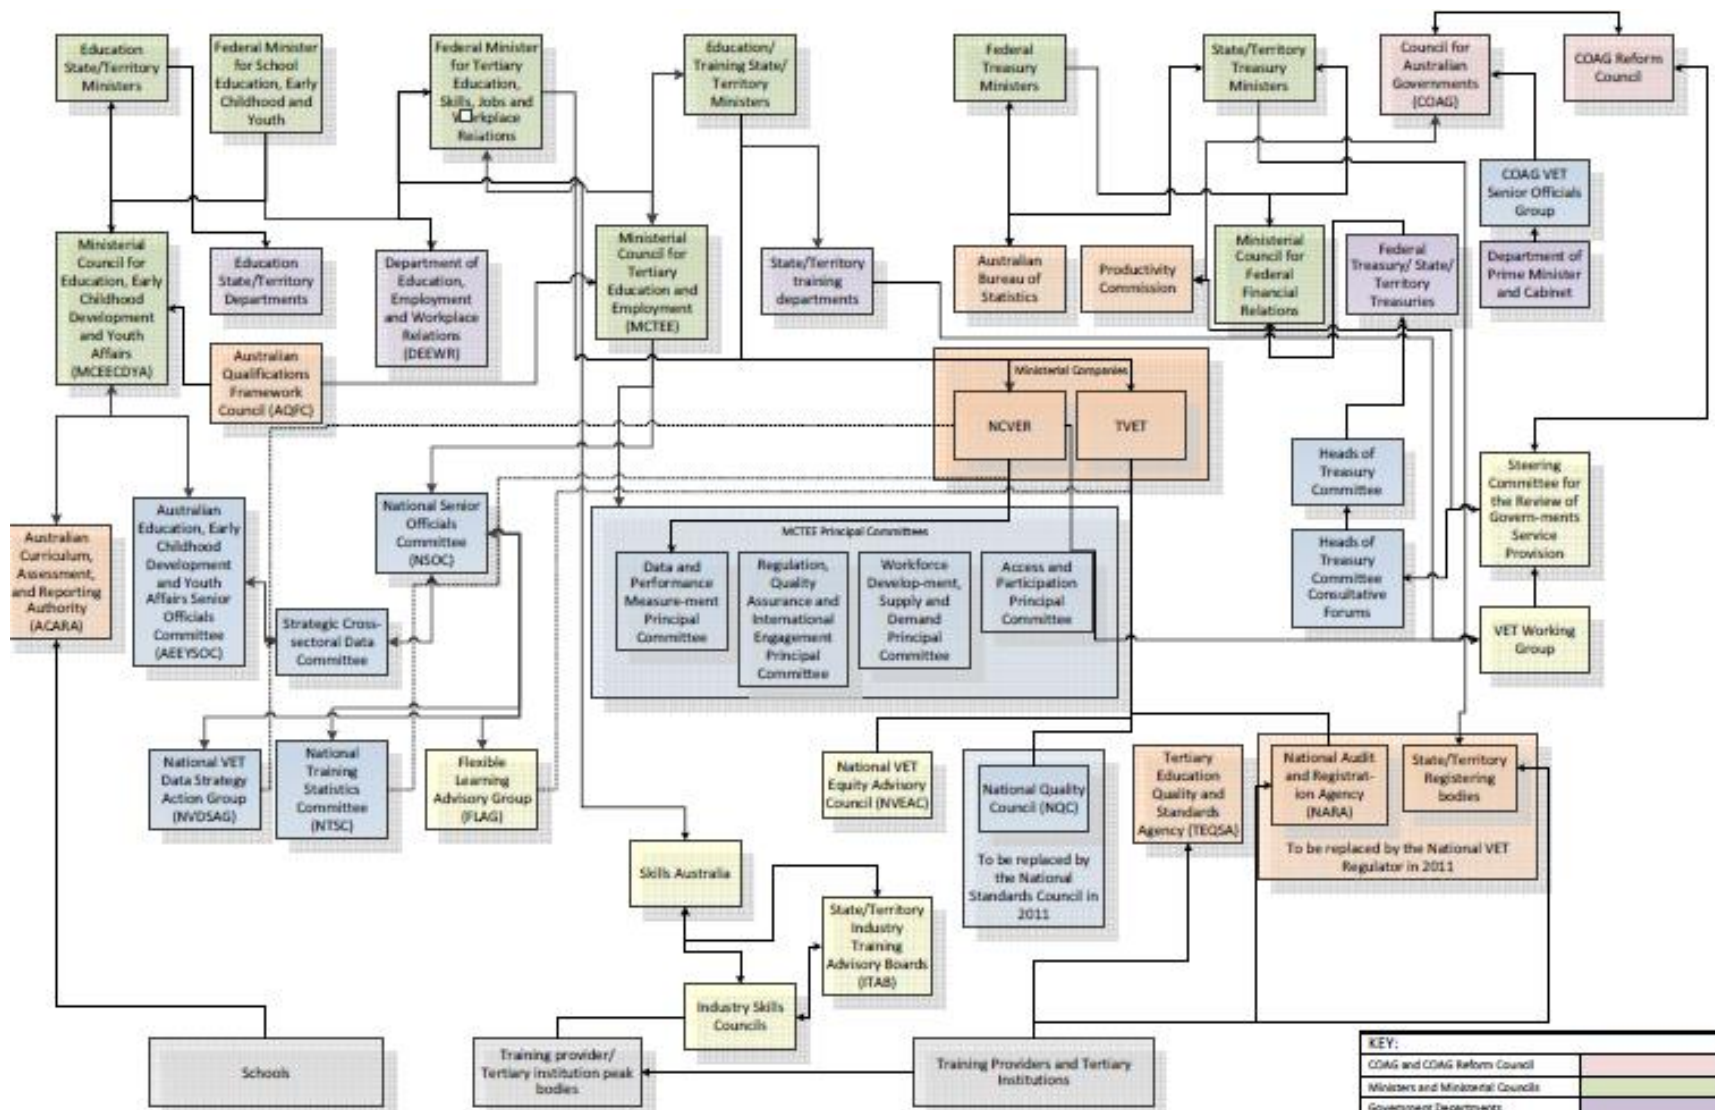 Education
State/Territory
Ministers
Federal Minister
for School
Education, Early
Childhood and
Youth
Federal Minister
for Tertiary
Education,
Skills, Jobs and
Workplace
Relations
Education/
Training State/
Territory
Ministers
Federal
Treasury
Ministers
State/Territory
Treasury
Ministers
Council for
Australian
Governments
(COAG)
COAG Reform
Council
COAG VET
Senior Officials
Group
Ministerial
Council for
Education, Early
Childhood
Development
and Youth
Affairs
(MCEECDYA)
Education
State/Territory
Departments
Department of
Education,
Employment
and Workplace
Relations
(DEEWR)
Ministerial
Council for
Tertiary
Education and
Employment
(MCTEE)
State/Territory
training
departments
Australian
Bureau of
Statistics
Productivity
Commission
Ministerial
Council for
Federal
Financial
Relations
Federal
Treasury/ State/
Territory
Treasuries
Department of
Prime Minister
and Cabinet
Australian
Qualifications
Framework
Council (AQFC)
Ministerial Companies
NCVER
TVET
Heads of
Treasury
Committee
Steering
Committee for
the Review of
Govern-ments
Service
Provision
Australian
Curriculum,
Assessment,
and Reporting
Authority
(ACARA)
Australian
Education, Early
Childhood
Development
and Youth
Affairs Senior
Officials
Committee
(AEEYSOC)
National Senior
Officials
Committee
(NSOC)
Strategic Cross-
sectoral Data
Committee
MCTEE Principal Committees
Data and
Performance
Measure-ment
Principal
Committee
Regulation,
Quality
Assurance and
International
Engagement
Principal
Committee
Workforce
Develop-ment,
Supply and
Demand
Principal
Committee
Access and
Participation
Principal
Committee
Heads of
Treasury
Committee
Consultative
Forums
VET Working
Group
National VET
Data Strategy
Action Group
(NVDSAG)
National
Training
Statistics
Committee
(NTSC)
Flexible
Learning
Advisory Group
(FLAG)
National VET
Equity Advisory
Council (NVEAC)
National Quality
Council (NQC)
To be replaced by
the National
Standards Council in
2011
Tertiary
Education
Quality and
Standards
Agency (TEQSA)
National Audit
and Registrat-
ion Agency
(NARA)
State/Territory
Registering
bodies
To be replaced by the National VET
Regulator in 2011
Skills Australia
State/Territory
Industry
Training
Advisory Boards
(ITAB)
Industry Skills
Councils
Schools
Training provider/
Tertiary institution peak
bodies
Training Providers and Tertiary
Institutions
KEY:
COAG and COAG Reform Council
Ministers and Ministerial Councils
Government Departments